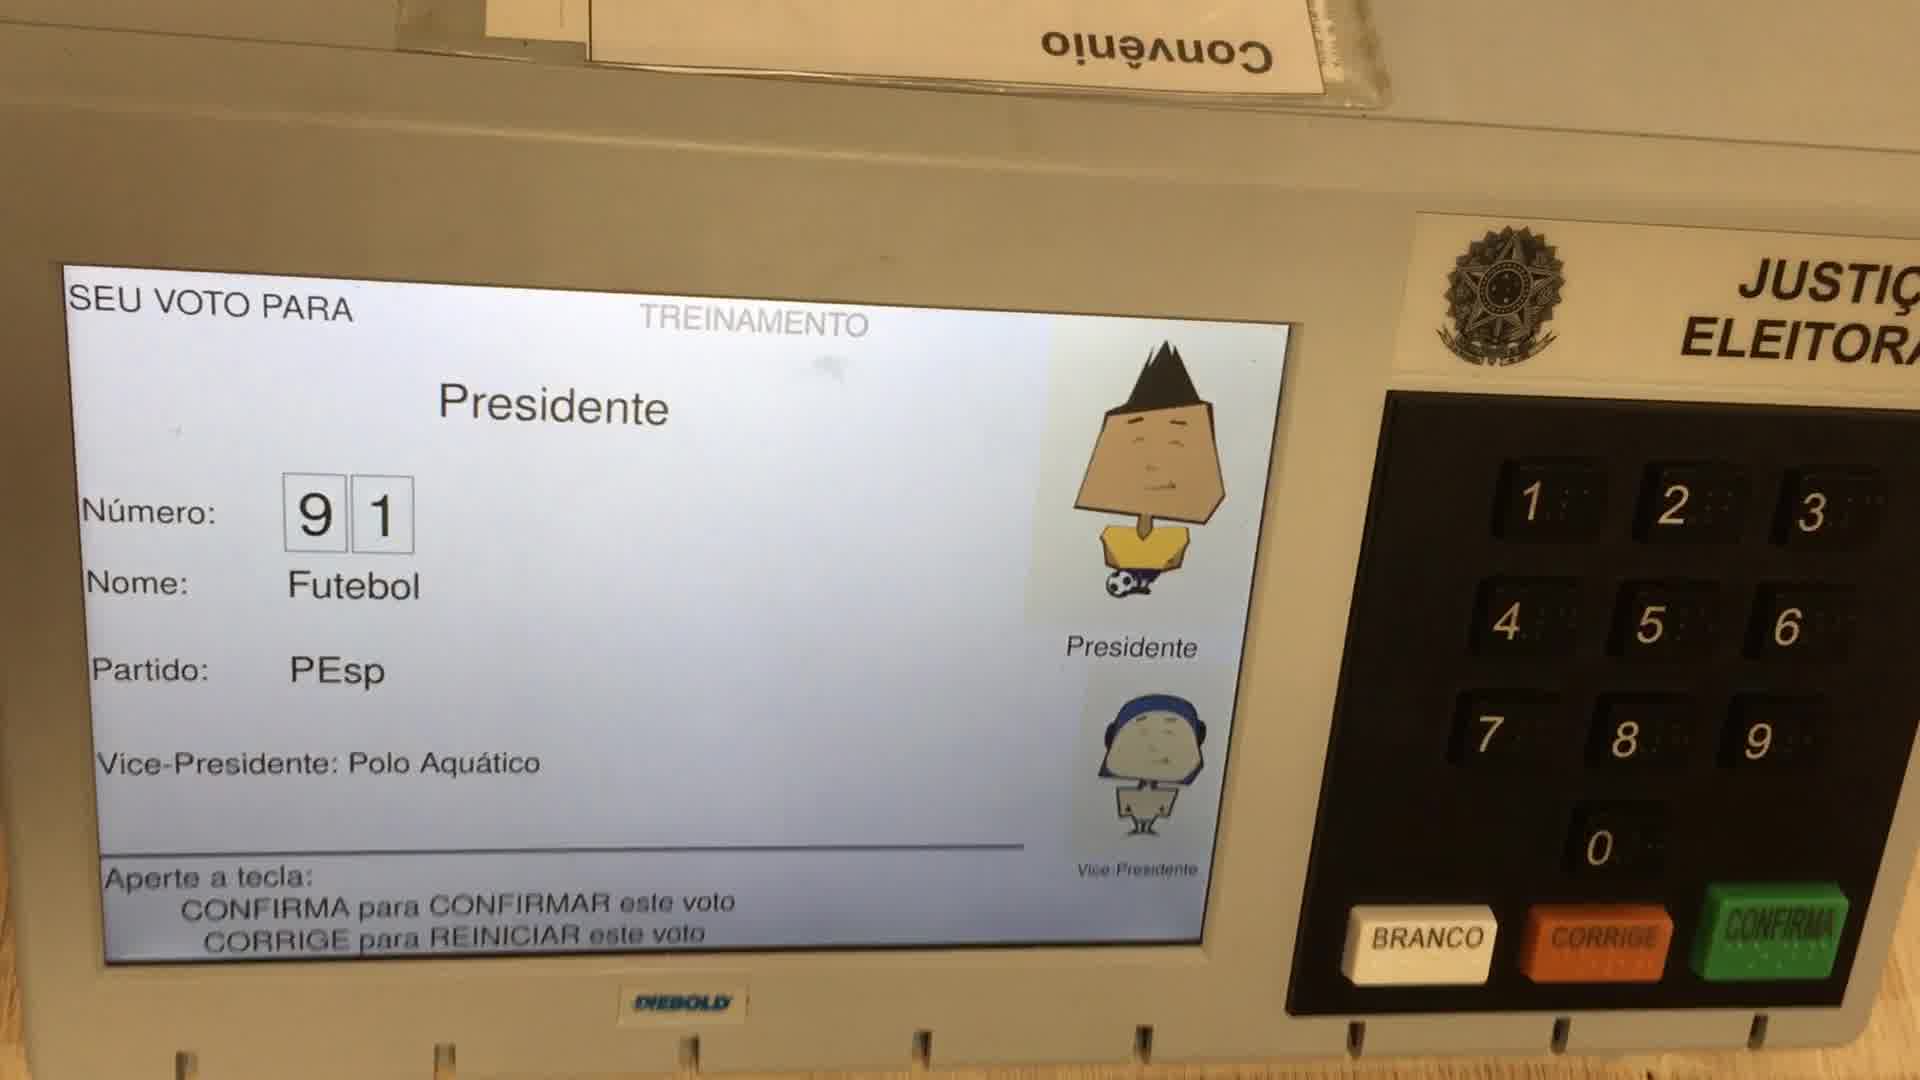 Convênio
SEU VOTO PARA
TREINAMENTO
Presidente
Número: 91
Nome: Futebol
Partido: PEsp
Vice-Presidente: Polo Aquático
Presidente
Vice-Presidente
Aperte a tecla:
CONFIRMA para CONFIRMAR este voto
CORRIGE para REINICIAR este voto
DIEBOLD
JUSTIÇ
ELEITORA
1 2 3
4 5 6
7 8 9
0
BRANCO CORRIGE CONFIRMA